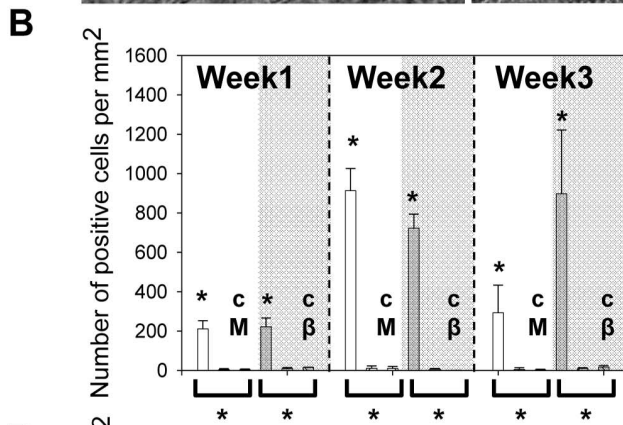 B
Number of positive cells per mm2
1600
1400
1200
1000
800
600
400
200
0
Week1 Week2 Week3
* * * * * *
c c c c c c
M β M β M β
* * * * * *
2